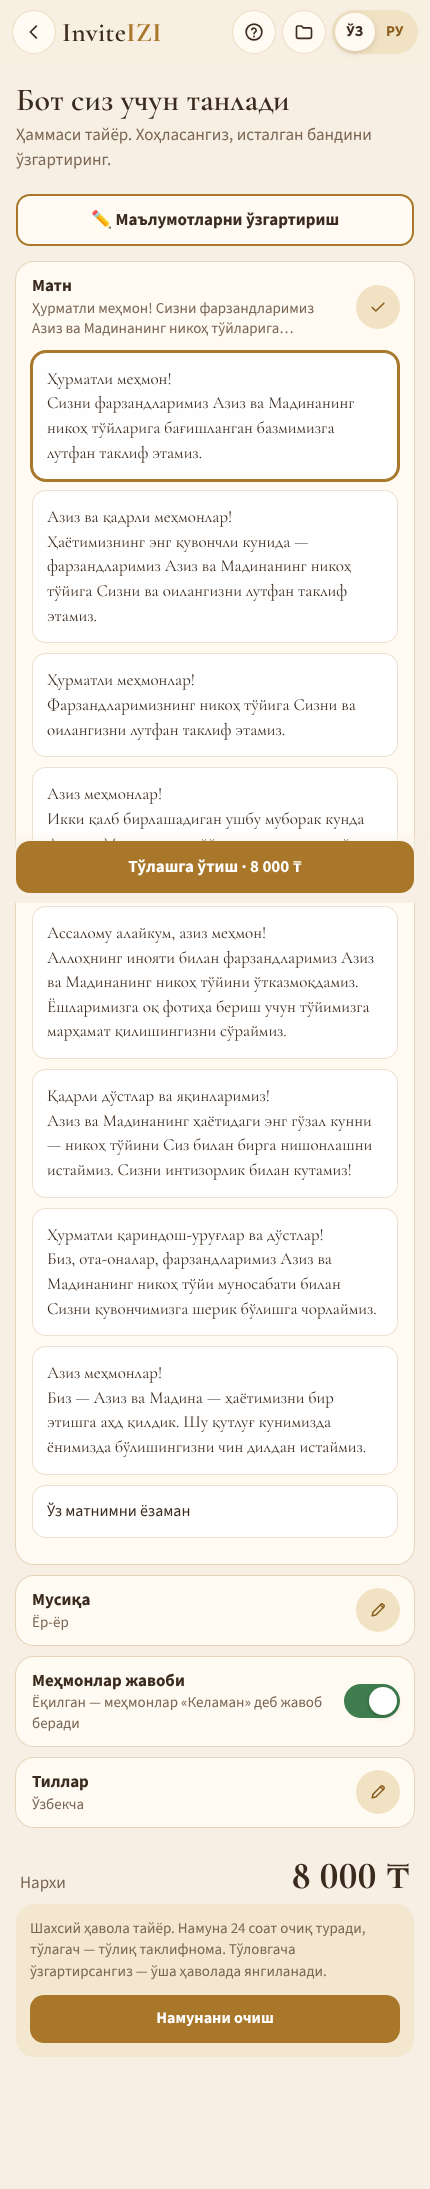 InviteIZI
ЎЗ
РУ
Бот сиз учун танлади
Ҳаммаси тайёр. Хоҳласангиз, исталган бандини
ўзгартиринг.
✏️ Маълумотларни ўзгартириш
Матн
Ҳурматли меҳмон! Сизни фарзандларимиз
Азиз ва Мадинанинг никоҳ тўйларига…
Ҳурматли меҳмон!
Сизни фарзандларимиз Азиз ва Мадинанинг
никоҳ тўйларига бағишланган базмимизга
лутфан таклиф этамиз.
Азиз ва қадрли меҳмонлар!
Ҳаётимизнинг энг қувончли кунида —
фарзандларимиз Азиз ва Мадинанинг никоҳ
тўйига Сизни ва оилангизни лутфан таклиф
этамиз.
Ҳурматли меҳмонлар!
Фарзандларимизнинг никоҳ тўйига Сизни ва
оилангизни лутфан таклиф этамиз.
Азиз меҳмонлар!
Икки қалб бирлашадиган ушбу муборак кунда
Тўлашга ўтиш · 8 000 ₸
Ассалому алайкум, азиз меҳмон!
Аллоҳнинг инояти билан фарзандларимиз Азиз
ва Мадинанинг никоҳ тўйини ўтказмоқдамиз.
Ёшларимизга оқ фотиҳа бериш учун тўйимизга
марҳамат қилишингизни сўраймиз.
Қадрли дўстлар ва яқинларимиз!
Азиз ва Мадинанинг ҳаётидаги энг гўзал кунни
— никоҳ тўйини Сиз билан бирга нишонлашни
истаймиз. Сизни интизорлик билан кутамиз!
Ҳурматли қариндош-уруғлар ва дўстлар!
Биз, ота-оналар, фарзандларимиз Азиз ва
Мадинанинг никоҳ тўйи муносабати билан
Сизни қувончимизга шерик бўлишга чорлаймиз.
Азиз меҳмонлар!
Биз — Азиз ва Мадина — ҳаётимизни бир
этишга аҳд қилдик. Шу қутлуғ кунимизда
ёнимизда бўлишингизни чин дилдан истаймиз.
Ўз матнимни ёзаман
Мусиқа
Ёр-ёр
Меҳмонлар жавоби
Ёқилган — меҳмонлар «Келаман» деб жавоб
беради
Тиллар
Ўзбекча
Нархи
8 000 ₸
Шахсий ҳавола тайёр. Намуна 24 соат очиқ туради,
тўлагач — тўлиқ таклифнома. Тўловгача
ўзгартирсангиз — ўша ҳаволада янгиланади.
Намунани очиш